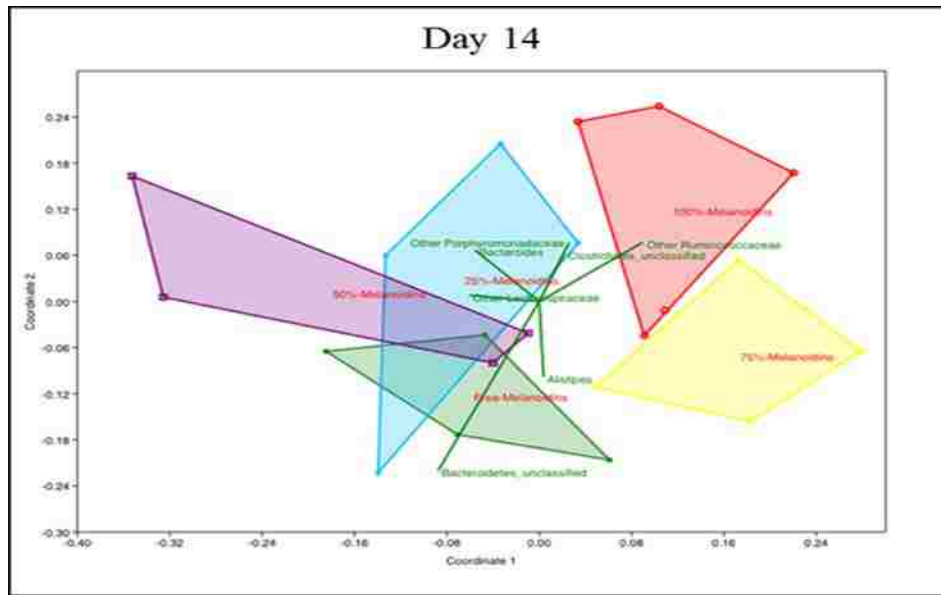 Day 14
0.24
0.18
0.12
0.06
0.00
-0.06
-0.12
-0.18
-0.24
-0.30
Coordinate 2
100%-Melanoidins
Other Porphyromonadaceae
Other Ruminococcaceae
Bacteroides
Clostridiales_unclassified
25%-Melanoidins
50%-Melanoidins
Other
75%-Melanoidins
Alistipes
Free-Melanoidins
Bacteroidetes_unclassified
-0.40
-0.32
-0.24
-0.16
-0.08
0.00
0.08
0.16
0.24
Coordinate 1